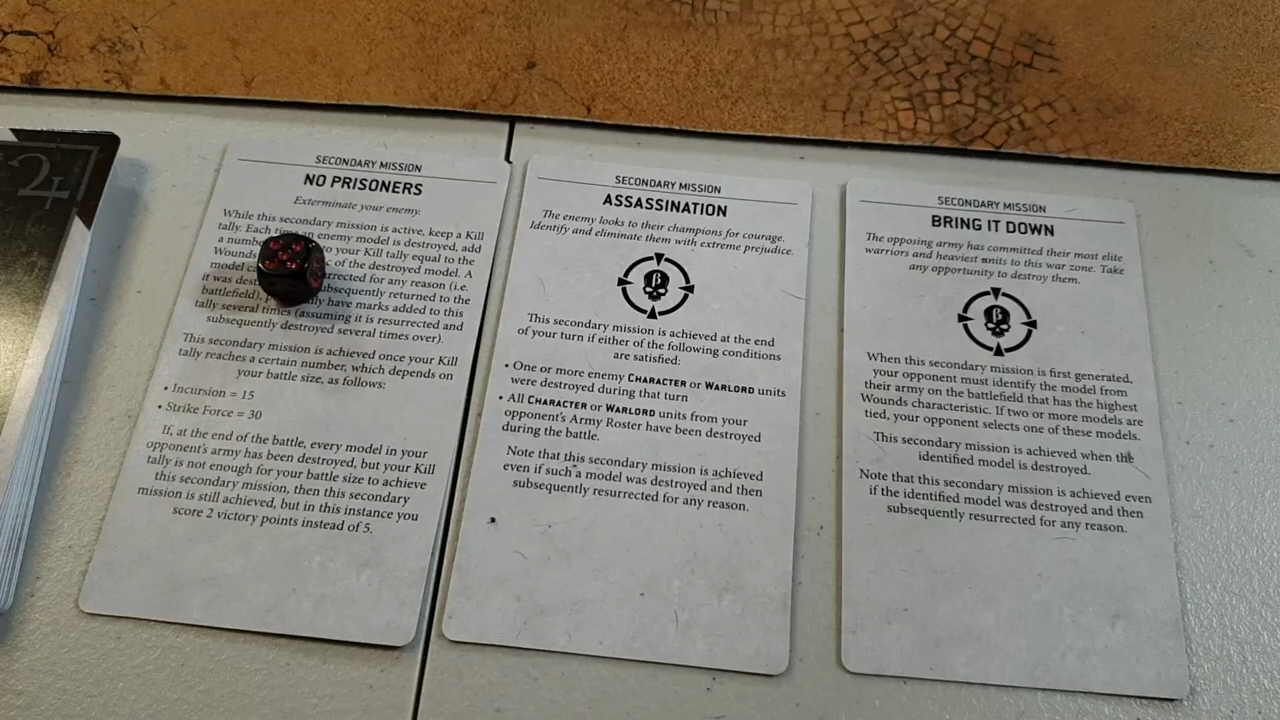 SECONDARY MISSION
NO PRISONERS
Exterminate your enemy.
While this secondary mission is active, keep a Kill
tally. Each time an enemy model is destroyed, add
a number to your Kill tally equal to the
Wounds of the destroyed model. A
model resurrected for any reason (i.e.
it was subsequently returned to the
battlefield), have marks added to this
tally several times (assuming it is resurrected and
subsequently destroyed several times over).
This secondary mission is achieved once your Kill
tally reaches a certain number, which depends on
your battle size, as follows:
• Incursion = 15
• Strike Force = 30
If, at the end of the battle, every model in your
opponent's army has been destroyed, but your Kill
tally is not enough for your battle size to achieve
this secondary mission, then this secondary
mission is still achieved, but in this instance you
score 2 victory points instead of 5.
SECONDARY MISSION
ASSASSINATION
The enemy looks to their champions for courage.
Identify and eliminate them with extreme prejudice.
β
This secondary mission is achieved at the end
of your turn if either of the following conditions
are satisfied:
• One or more enemy CHARACTER or WARLORD units
were destroyed during that turn
• All CHARACTER or WARLORD units from your
opponent's Army Roster have been destroyed
during the battle.
Note that this secondary mission is achieved
even if such a model was destroyed and then
subsequently resurrected for any reason.
SECONDARY MISSION
BRING IT DOWN
The opposing army has committed their most elite
warriors and heaviest units to this war zone. Take
any opportunity to destroy them.
β
When this secondary mission is first generated,
your opponent must identify the model from
their army on the battlefield that has the highest
Wounds characteristic. If two or more models are
tied, your opponent selects one of these models.
This secondary mission is achieved when the
identified model is destroyed.
Note that this secondary mission is achieved even
if the identified model was destroyed and then
subsequently resurrected for any reason.